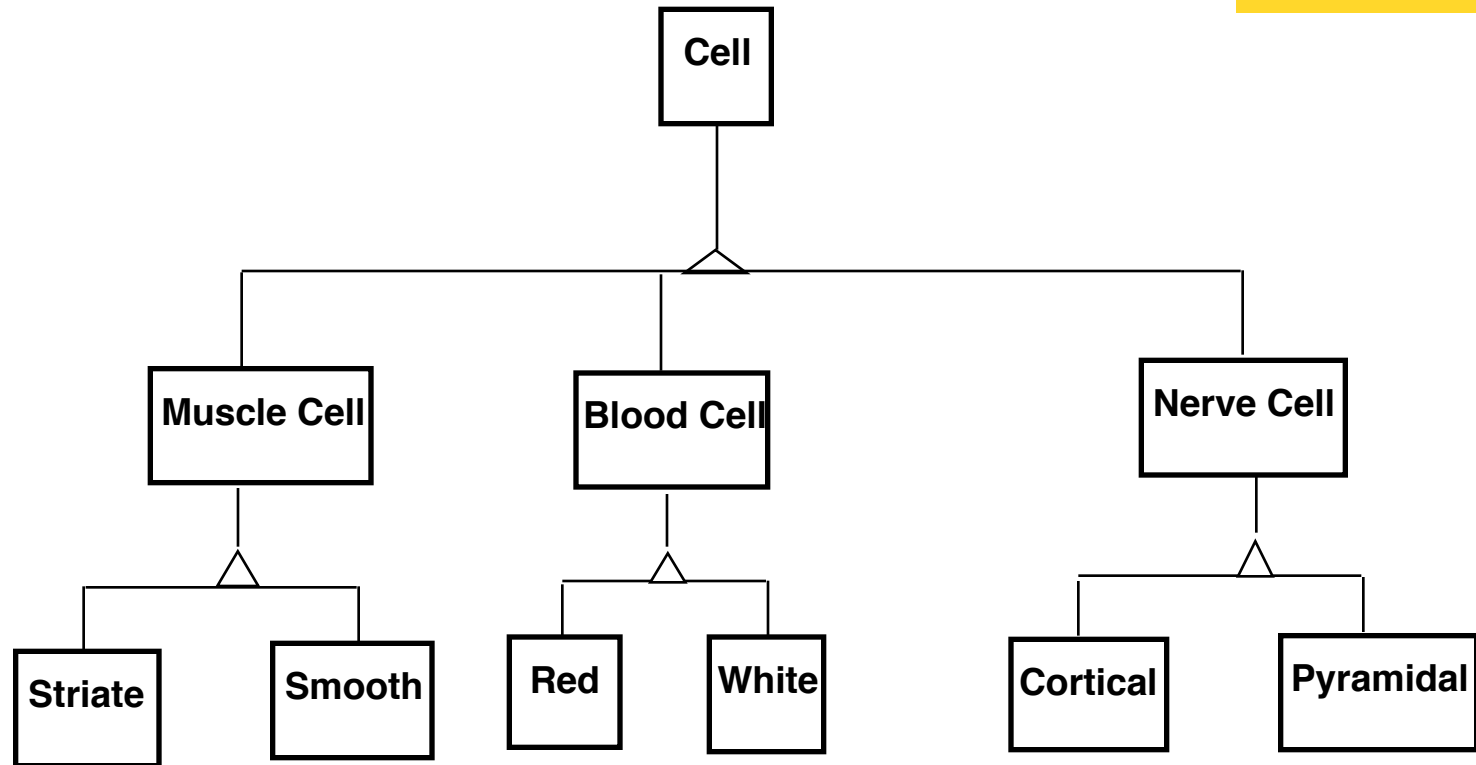 Cell
Muscle Cell
Blood Cell
Nerve Cell
Striate
Smooth
Red
White
Cortical
Pyramidal